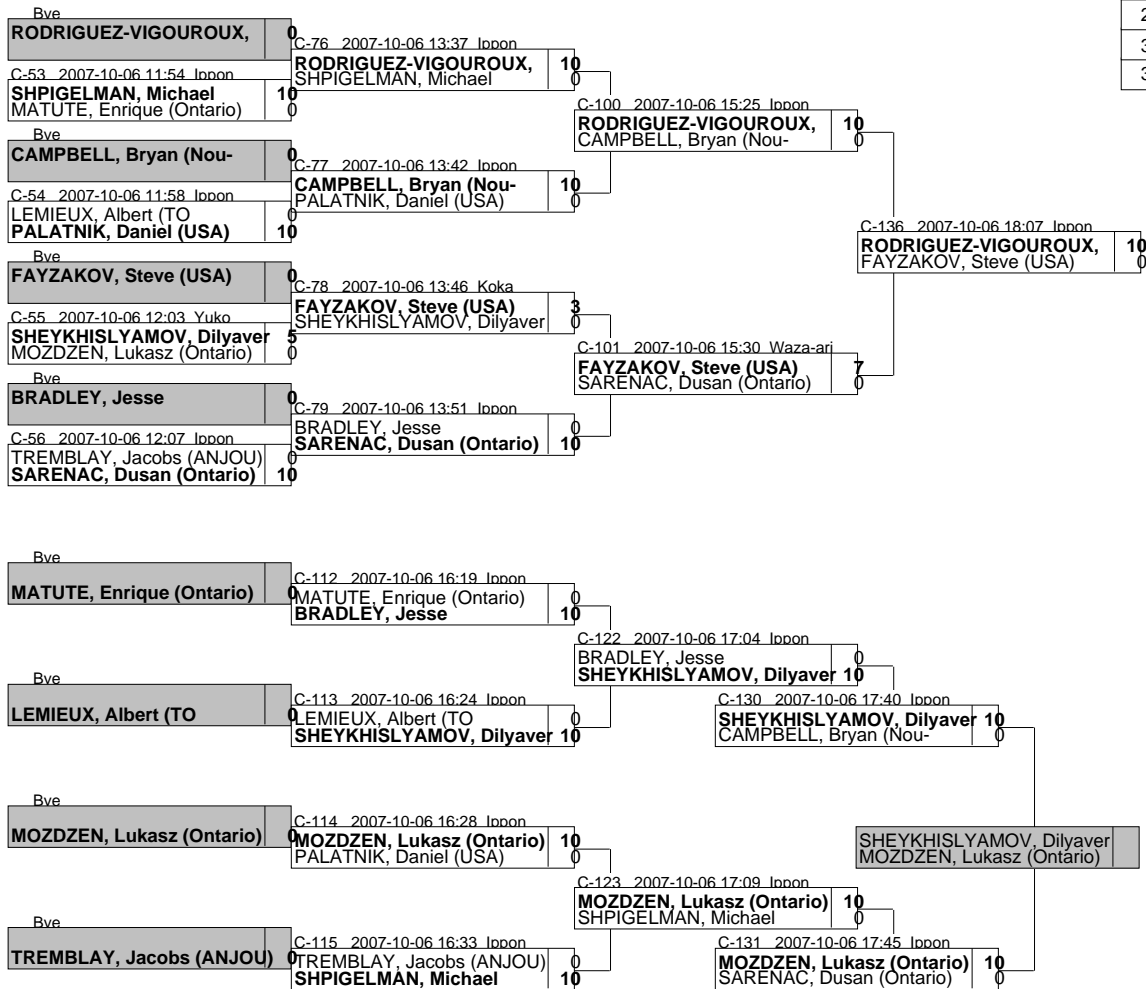 2
3
3
Bye
RODRIGUEZ-VIGOUROUX, 0
C-53 2007-10-06 11:54 Ippon
SHPIGELMAN, Michael 10
MATUTE, Enrique (Ontario) 0
Bye
CAMPBELL, Bryan (Nou- 0
C-54 2007-10-06 11:58 Ippon
LEMIEUX, Albert (TO 0
PALATNIK, Daniel (USA) 10
Bye
FAYZAKOV, Steve (USA) 0
C-55 2007-10-06 12:03 Yuko
SHEYKHISLYAMOV, Dilyaver 5
MOZDZEN, Lukasz (Ontario) 0
Bye
BRADLEY, Jesse 0
C-56 2007-10-06 12:07 Ippon
TREMBLAY, Jacobs (ANJOU) 0
SARENAC, Dusan (Ontario) 10
C-76 2007-10-06 13:37 Ippon
RODRIGUEZ-VIGOUROUX, 10
SHPIGELMAN, Michael 0
C-77 2007-10-06 13:42 Ippon
CAMPBELL, Bryan (Nou- 10
PALATNIK, Daniel (USA) 0
C-78 2007-10-06 13:46 Koka
FAYZAKOV, Steve (USA) 3
SHEYKHISLYAMOV, Dilyaver 0
C-79 2007-10-06 13:51 Ippon
BRADLEY, Jesse 0
SARENAC, Dusan (Ontario) 10
C-100 2007-10-06 15:25 Ippon
RODRIGUEZ-VIGOUROUX, 10
CAMPBELL, Bryan (Nou- 0
C-101 2007-10-06 15:30 Waza-ari
FAYZAKOV, Steve (USA) 7
SARENAC, Dusan (Ontario) 0
C-136 2007-10-06 18:07 Ippon
RODRIGUEZ-VIGOUROUX, 10
FAYZAKOV, Steve (USA) 0
Bye
MATUTE, Enrique (Ontario) 0
Bye
LEMIEUX, Albert (TO 0
Bye
MOZDZEN, Lukasz (Ontario) 0
Bye
TREMBLAY, Jacobs (ANJOU) 0
C-112 2007-10-06 16:19 Ippon
MATUTE, Enrique (Ontario) 0
BRADLEY, Jesse 10
C-113 2007-10-06 16:24 Ippon
LEMIEUX, Albert (TO 0
SHEYKHISLYAMOV, Dilyaver 10
C-114 2007-10-06 16:28 Ippon
MOZDZEN, Lukasz (Ontario) 10
PALATNIK, Daniel (USA) 0
C-115 2007-10-06 16:33 Ippon
TREMBLAY, Jacobs (ANJOU) 0
SHPIGELMAN, Michael 10
C-122 2007-10-06 17:04 Ippon
BRADLEY, Jesse 0
SHEYKHISLYAMOV, Dilyaver 10
C-123 2007-10-06 17:09 Ippon
MOZDZEN, Lukasz (Ontario) 10
SHPIGELMAN, Michael 0
C-130 2007-10-06 17:40 Ippon
SHEYKHISLYAMOV, Dilyaver 10
CAMPBELL, Bryan (Nou- 0
C-131 2007-10-06 17:45 Ippon
MOZDZEN, Lukasz (Ontario) 10
SARENAC, Dusan (Ontario) 0
SHEYKHISLYAMOV, Dilyaver
MOZDZEN, Lukasz (Ontario)